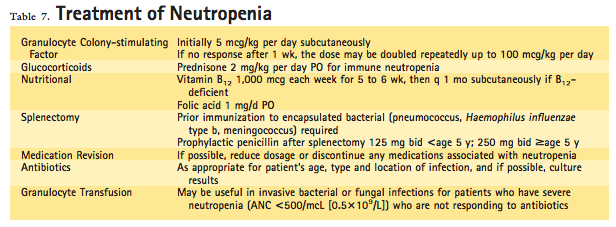 Table 7. Treatment of Neutropenia
Granulocyte Colony-stimulating Initially 5 mcg/kg per day subcutaneously
Factor If no response after 1 wk, the dose may be doubled repeatedly up to 100 mcg/kg per day
Glucocorticoids Prednisone 2 mg/kg per day PO for immune neutropenia
Nutritional Vitamin B12 1,000 mcg each week for 5 to 6 wk, then q 1 mo subcutaneously if B12-
deficient
Folic acid 1 mg/d PO
Splenectomy Prior immunization to encapsulated bacterial (pneumococcus, Haemophilus influenzae
type b, meningococcus) required
Prophylactic penicillin after splenectomy 125 mg bid <age 5 y; 250 mg bid ≥age 5 y
Medication Revision If possible, reduce dosage or discontinue any medications associated with neutropenia
Antibiotics As appropriate for patient's age, type and location of infection, and if possible, culture
results
Granulocyte Transfusion May be useful in invasive bacterial or fungal infections for patients who have severe
neutropenia (ANC <500/mcL [0.5×10⁹/L]) who are not responding to antibiotics